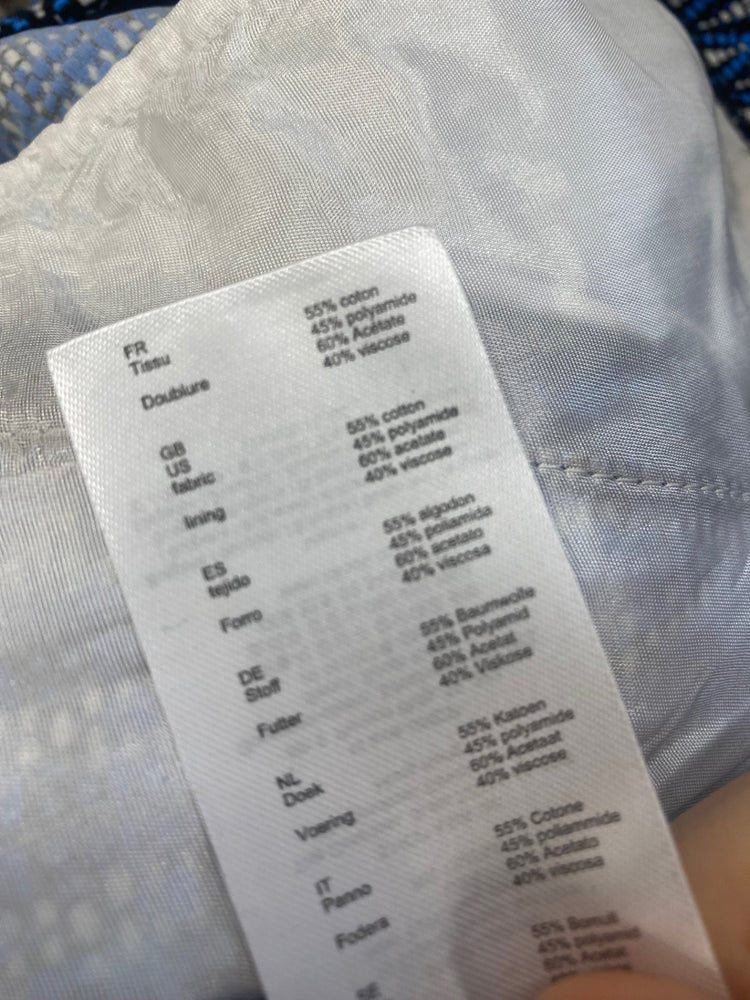 FR
Tissu
55% coton
45% polyamide
Doublure
60% Acétate
40% viscose
GB
US
fabric
55% cotton
45% polyamide
lining
60% acetate
40% viscose
ES
tejido
55% algodon
45% poliamida
Forro
60% acetato
40% viscosa
DE
Stoff
55% Baumwolle
45% Polyamid
Futter
60% Acetat
40% Viskose
NL
Doek
55% Katoen
45% polyamide
Voering
60% Acetaat
40% viscose
IT
Panno
55% Cotone
45% poliammide
Fodera
60% Acetato
40% viscosa
SE
55% Bomull
45% polyamid
60% Acetat